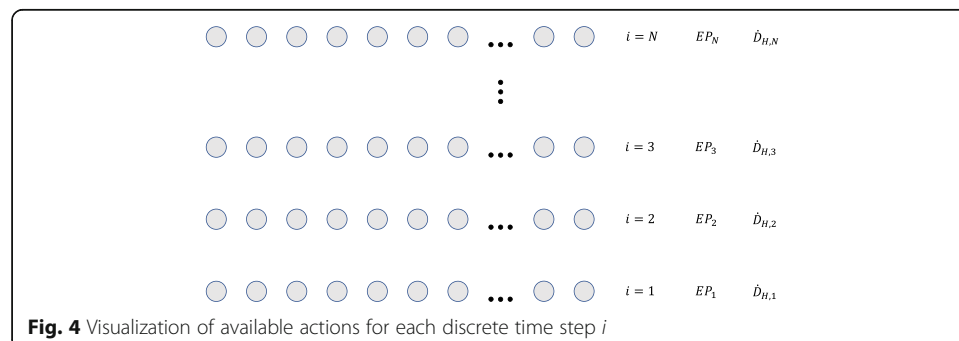 ... i = N EP_N Ḋ_{H,N}
⋮
... i = 3 EP_3 Ḋ_{H,3}
... i = 2 EP_2 Ḋ_{H,2}
... i = 1 EP_1 Ḋ_{H,1}
Fig. 4 Visualization of available actions for each discrete time step i